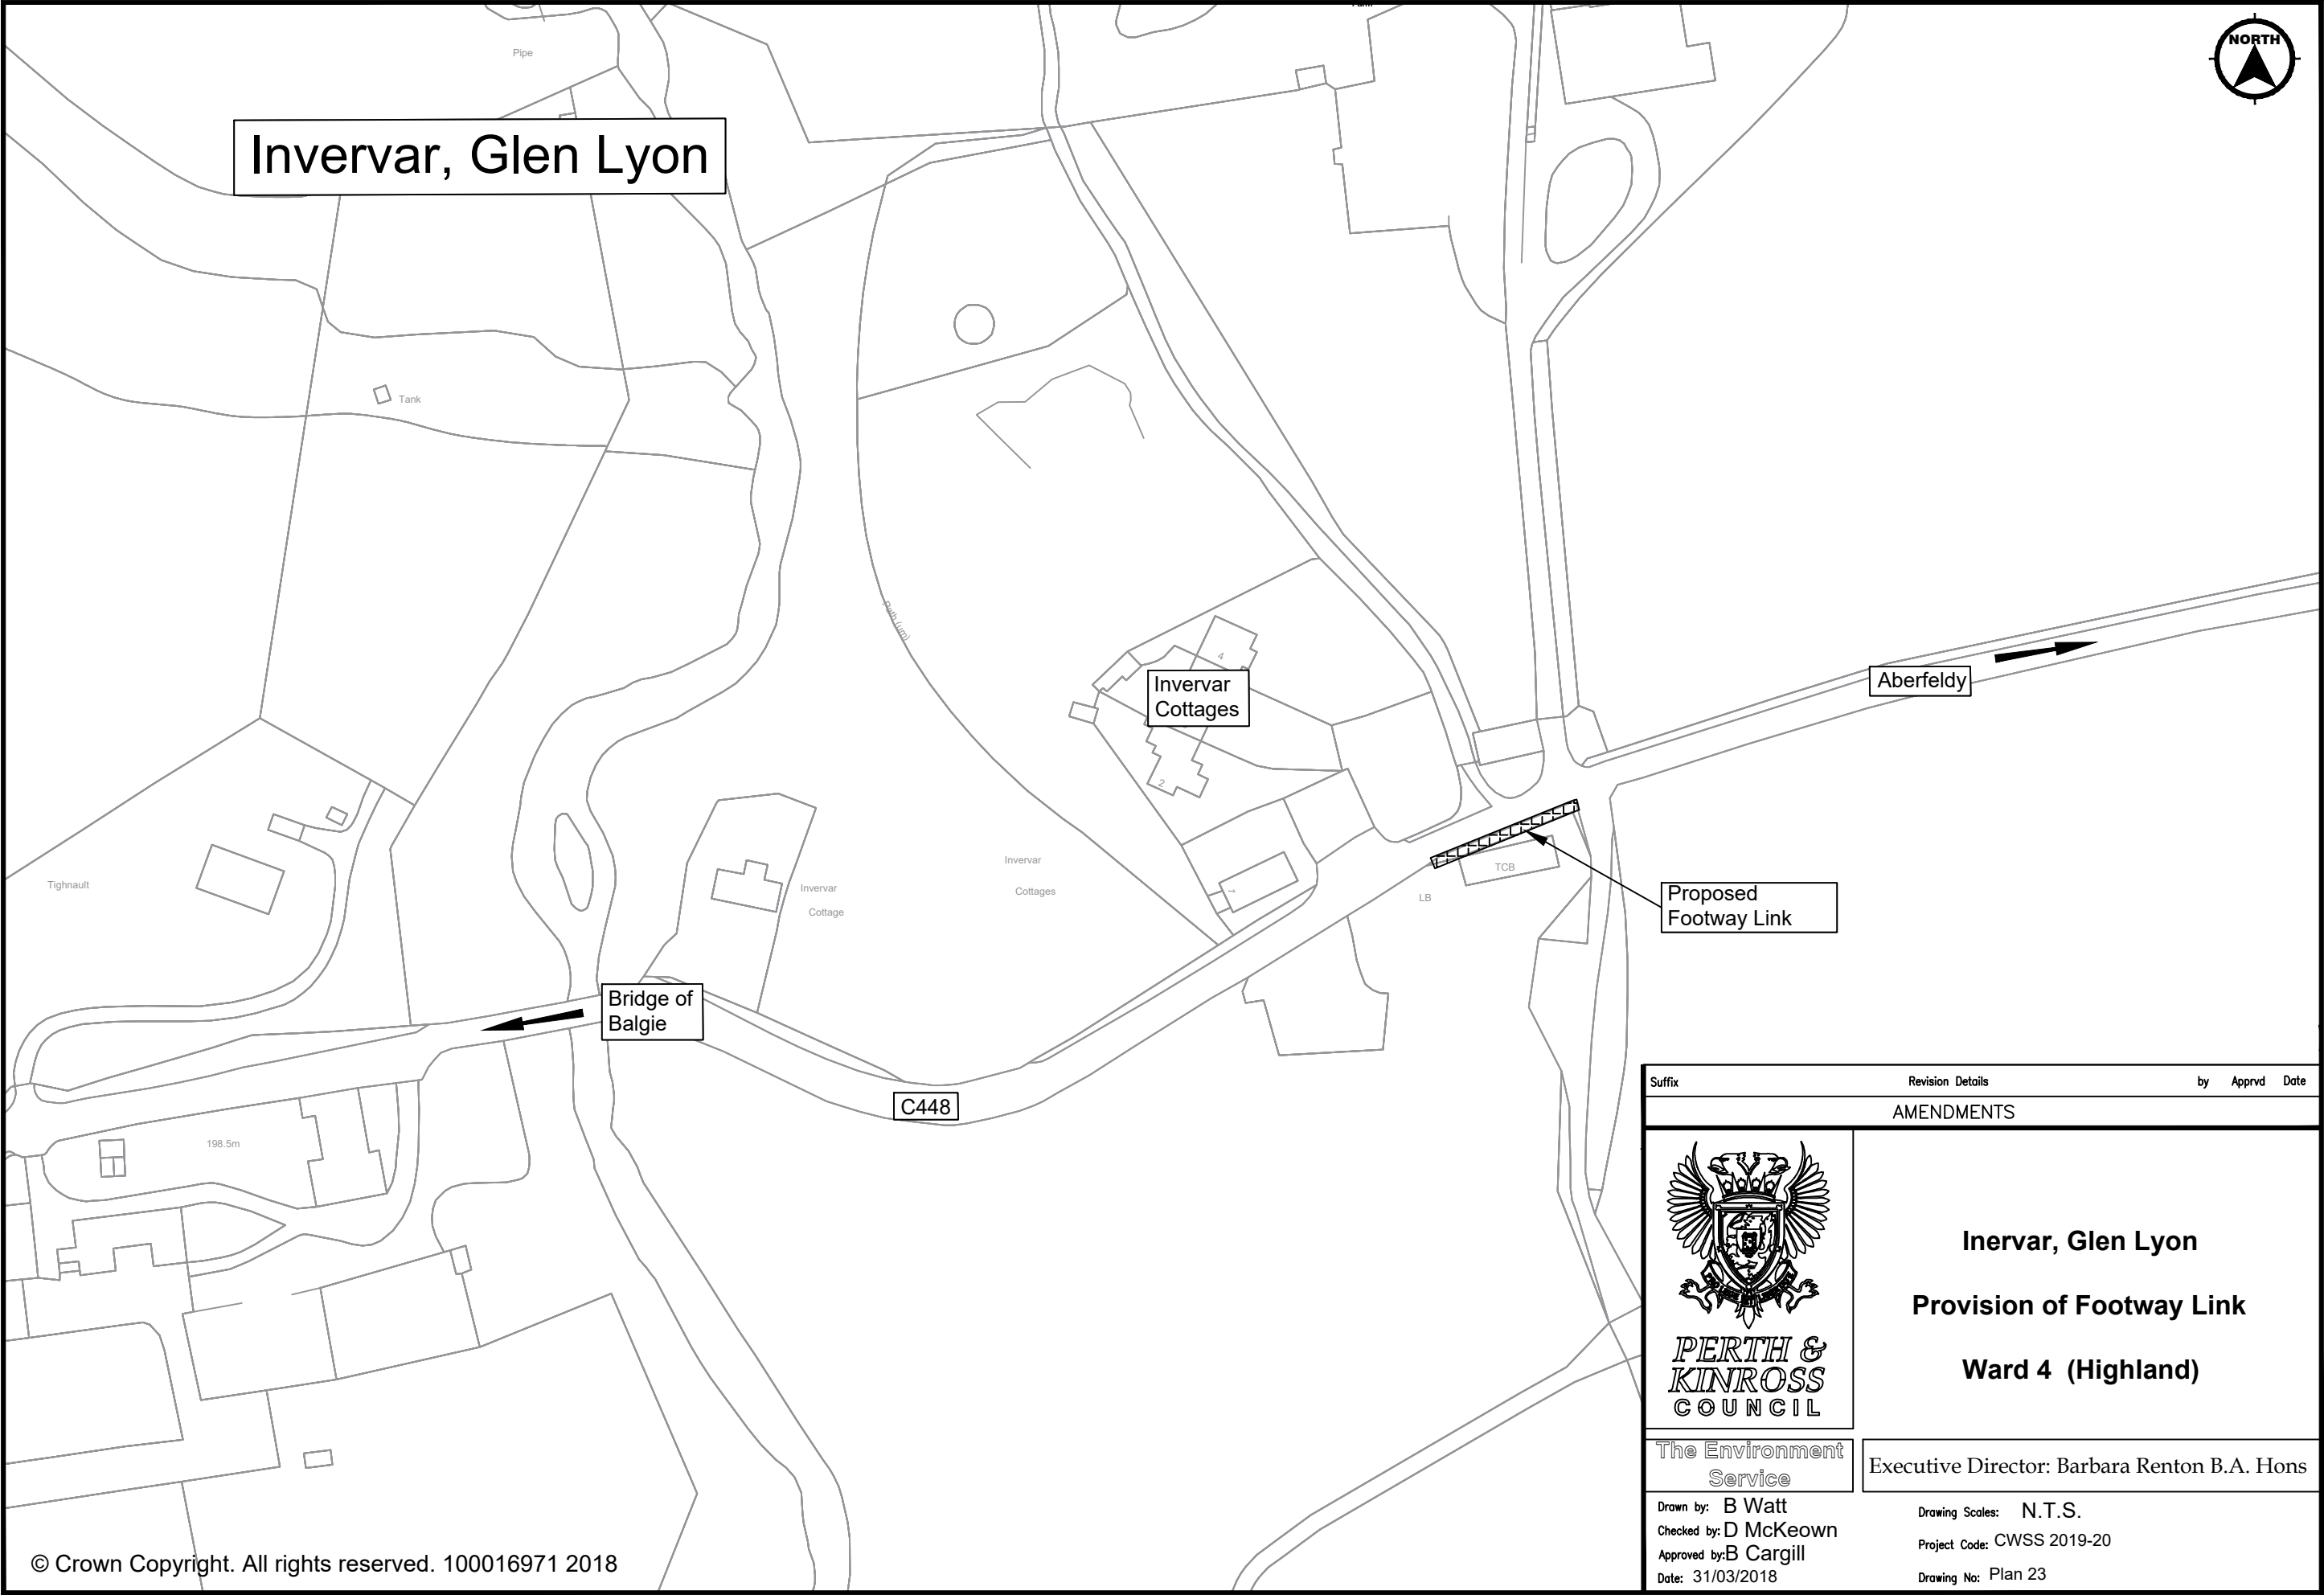 NORTH
Pipe
Invervar, Glen Lyon
Tank
Path (um)
4
Invervar
Cottages
2
Aberfeldy
Tighnault
Invervar
Cottage
Invervar
Cottages
1
TCB
LB
Proposed
Footway Link
Bridge of
Balgie
C448
198.5m
Suffix Revision Details by Apprvd Date
AMENDMENTS
PERTH &
KINROSS
COUNCIL
Inervar, Glen Lyon
Provision of Footway Link
Ward 4 (Highland)
The Environment
Service
Executive Director: Barbara Renton B.A. Hons
Drawn by: B Watt
Checked by: D McKeown
Approved by: B Cargill
Date: 31/03/2018
Drawing Scales: N.T.S.
Project Code: CWSS 2019-20
Drawing No: Plan 23
© Crown Copyright. All rights reserved. 100016971 2018